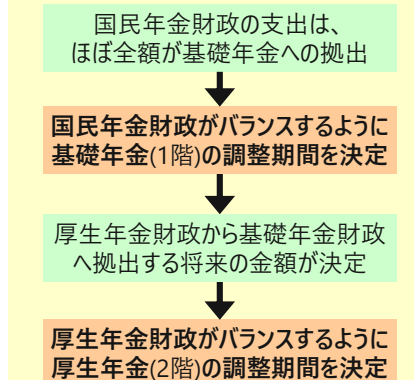 国民年金財政の支出は、
ほぼ全額が基礎年金への拠出
国民年金財政がバランスするように
基礎年金(1階)の調整期間を決定
厚生年金財政から基礎年金財政
へ拠出する将来の金額が決定
厚生年金財政がバランスするように
厚生年金(2階)の調整期間を決定